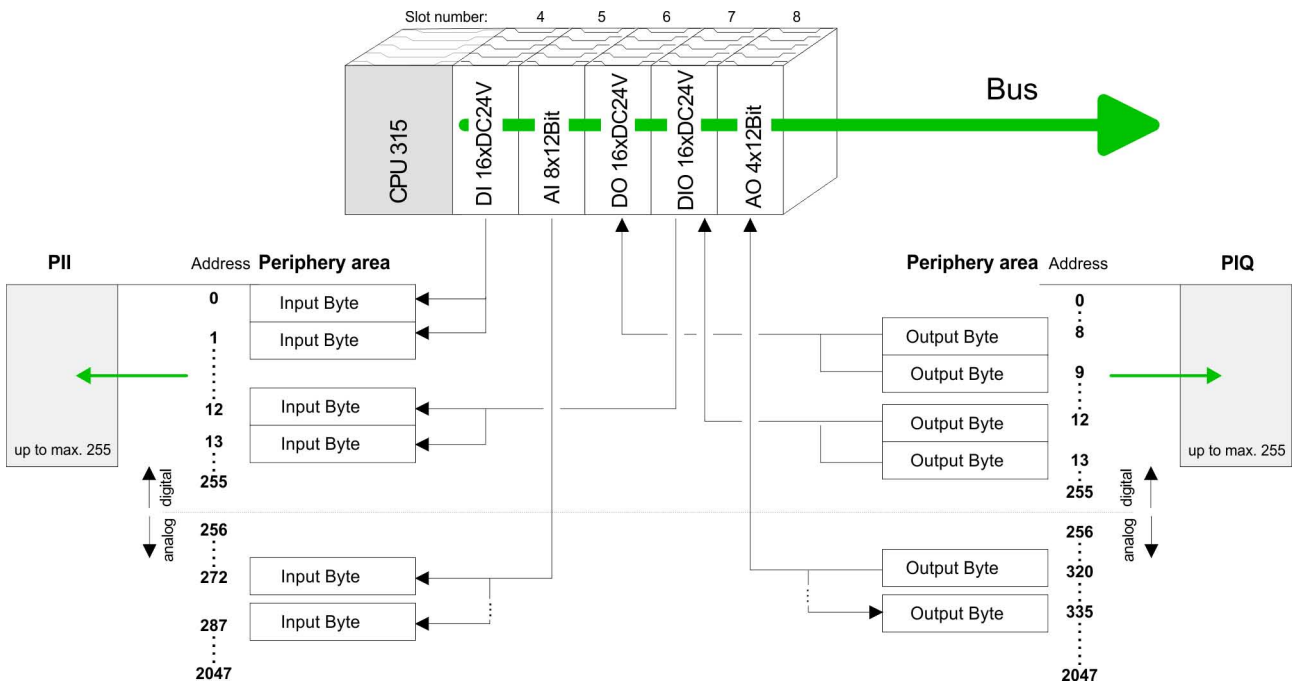 Slot number: 4 5 6 7 8
CPU 315
DI 16xDC24V
AI 8x12Bit
DO 16xDC24V
DIO 16xDC24V
AO 4x12Bit
Bus
PII
Address Periphery area
0 Input Byte
1 Input Byte
12 Input Byte
13 Input Byte
up to max. 255
255
digital
analog
256
272 Input Byte
287 Input Byte
2047
Periphery area Address
PIQ
0
Output Byte 8
Output Byte 9
Output Byte 12
Output Byte 13
up to max. 255
255
digital
analog
256
Output Byte 320
Output Byte 335
2047